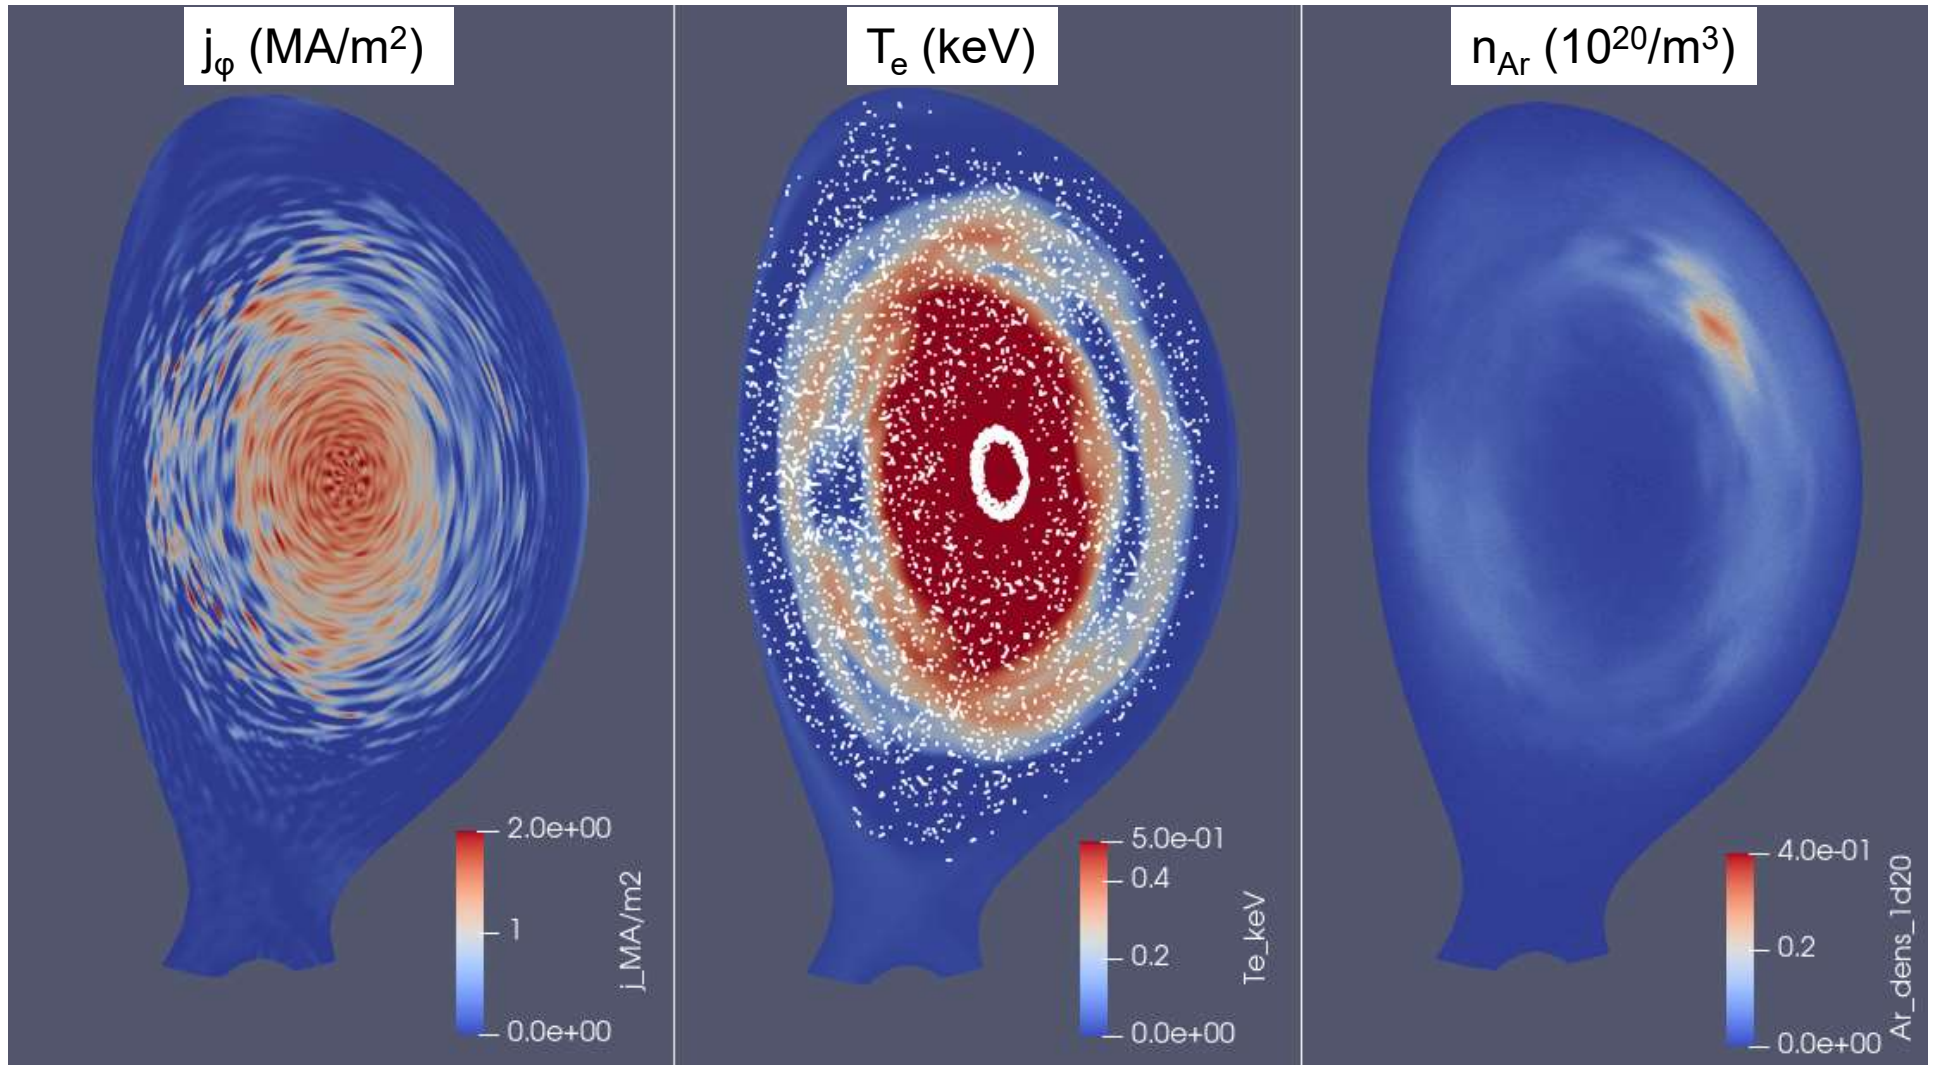 jφ (MA/m²)
2.0e+00
1
0.0e+00
j_MA/m2
Te (keV)
5.0e-01
0.4
0.2
0.0e+00
Te_keV
nAr (10²⁰/m³)
4.0e-01
0.2
0.0e+00
Ar_dens_1d20